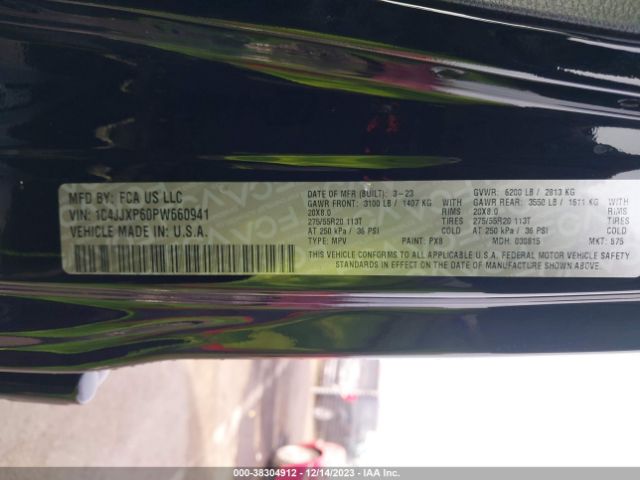 MFD BY: FCA US LLC
VIN: 1C4JJXP60PW560941
VEHICLE MADE IN: U.S.A.
DATE OF MFR (BUILT): 3-23 GVWR: 6200 LB / 2813 KG
GAWR FRONT: 3100 LB / 1407 KG WITH GAWR REAR: 3550 LB / 1611 KG WITH
20X8.0 RIMS 20X8.0 RIMS
275/55R20 113T TIRES 275/55R20 113T TIRES
AT 250 kPa / 36 PSI COLD AT 250 kPa / 36 PSI COLD
TYPE: MPV PAINT: PX8 MDH: 030815 MKT: 575
THIS VEHICLE CONFORMS TO ALL APPLICABLE U.S.A. FEDERAL MOTOR VEHICLE SAFETY
STANDARDS IN EFFECT ON THE DATE OF MANUFACTURE SHOWN ABOVE.
000-38304912 | 12/14/2023 | IAA Inc.